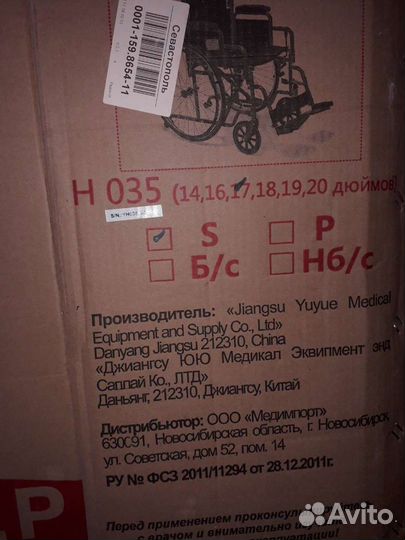 Севастополь
0001-159.8654-11
H 035 (14,16,17,18,19,20 дюймов)
S/N.:
S
P
Б/с
Нб/с
Производитель: «Jiangsu Yuyue Medical
Equipment and Supply Co., Ltd»
Danyang Jiangsu 212310, China
«Джиангсу ЮЮ Медикал Эквипмент энд
Саплай Ко., ЛТД»
Даньянг, 212310, Джиангсу, Китай
Дистрибьютор: ООО «Медимпорт»
630091, Новосибирская область, г. Новосибирск
ул. Советская, дом 52, пом. 14
РУ № ФСЗ 2011/11294 от 28.12.2011г.
P
Перед применением
с врачом и внимательно
Avito